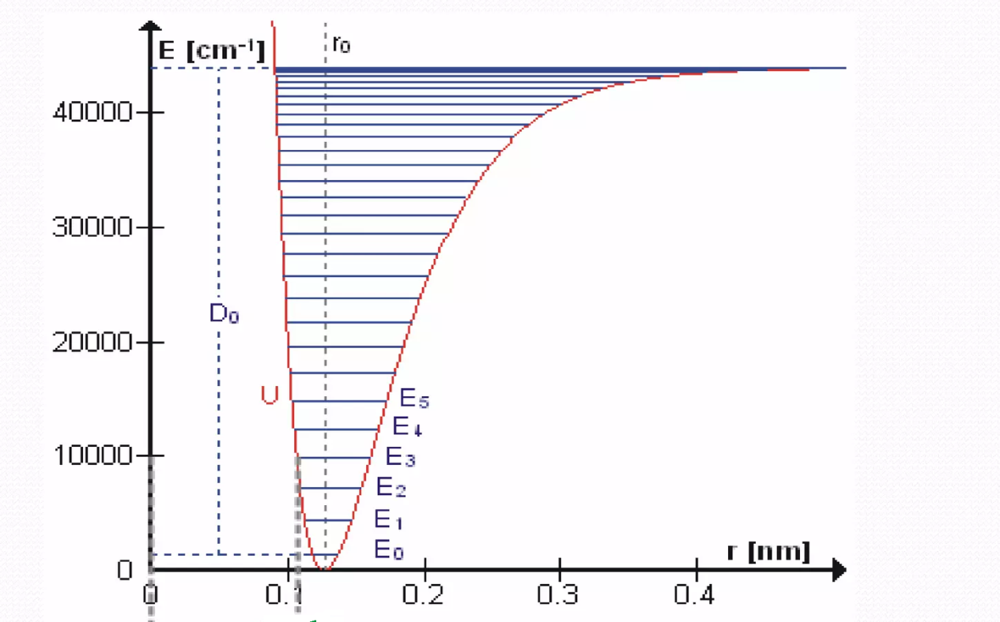 E [cm⁻¹]
r₀
40000
30000
D₀
20000
U
E₅
E₄
10000
E₃
E₂
E₁
E₀
r [nm]
0
0
0.1
0.2
0.3
0.4